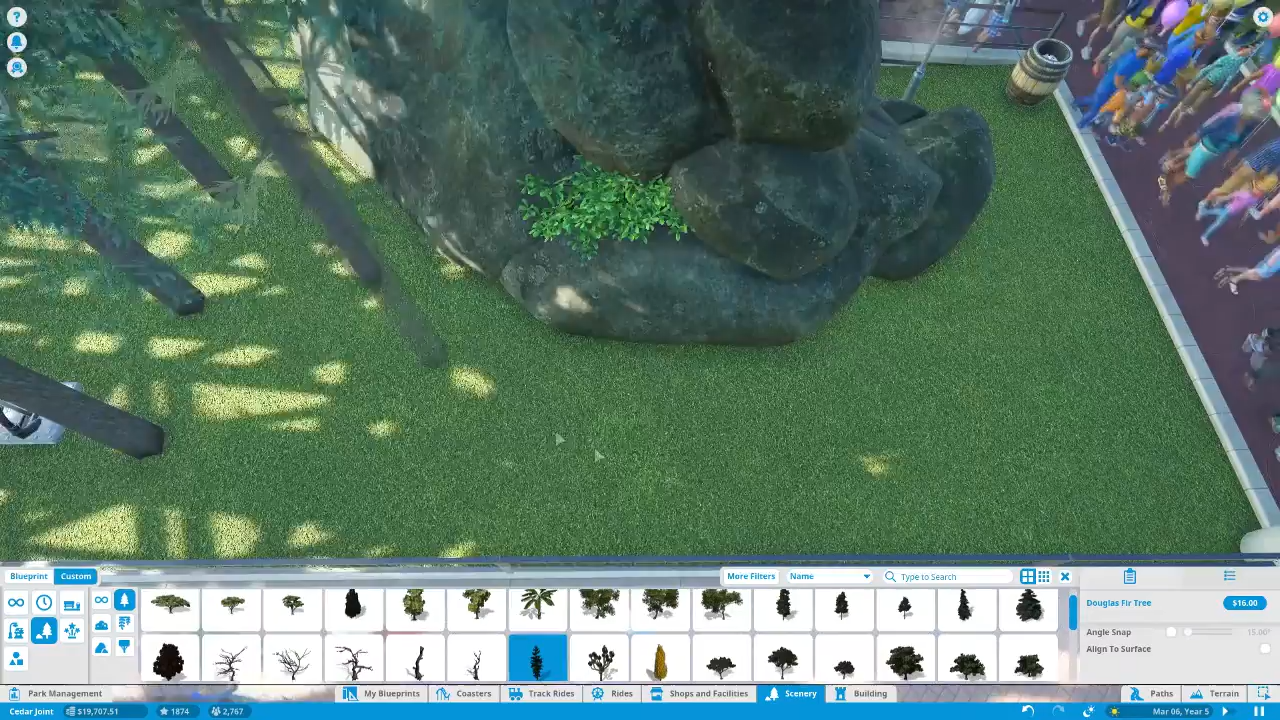 Blueprint Custom More Filters Name Type to Search
Douglas Fir Tree $16.00
Angle Snap 15.00°
Align To Surface
Park Management My Blueprints Coasters Track Rides Rides Shops and Facilities Scenery Building Paths Terrain
Cedar Joint $19,707.51 1874 2,767 Mar 06, Year 5